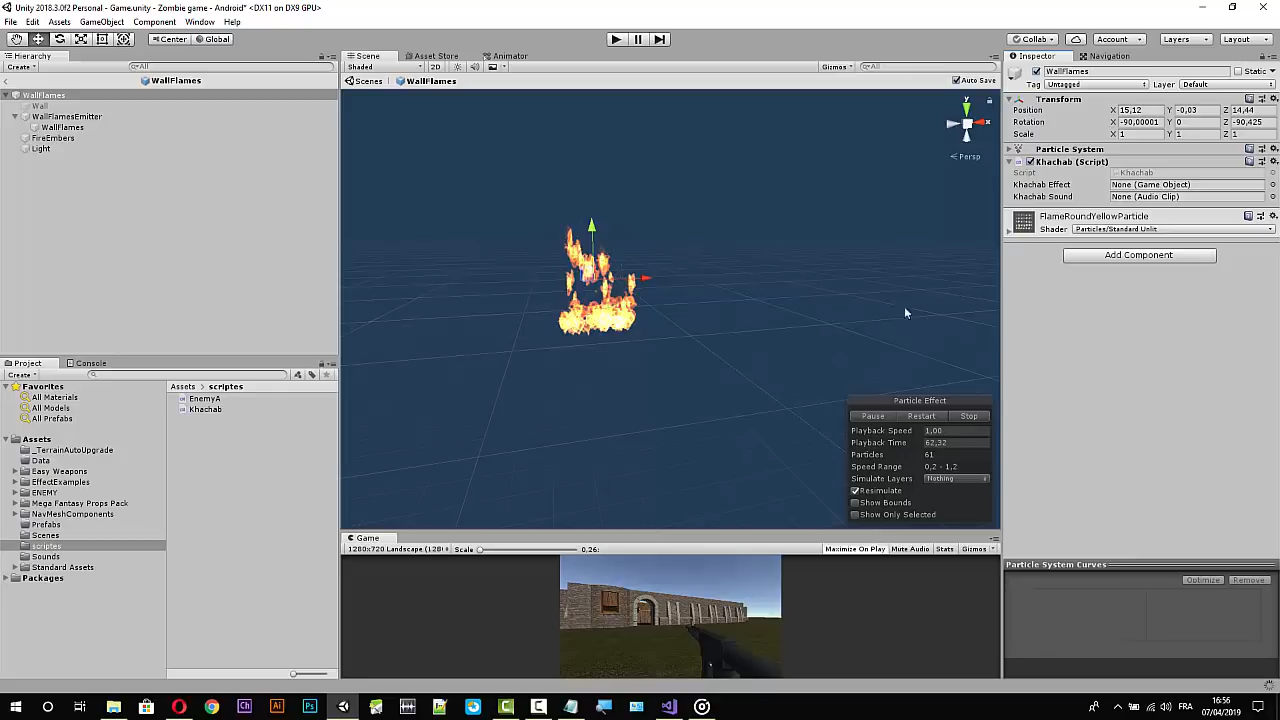 Unity 2018.3.0f2 Personal - Game.unity - Zombie game - Android* <DX11 on DX9 GPU>
File Edit Assets GameObject Component Window Help
Center Global Collab Account Layers Layout
Hierarchy Scene Asset Store Animator Inspector Navigation
Create All Shaded 2D Gizmos All
WallFlames Scenes WallFlames Auto Save
WallFlames
Wall
WallFlamesEmitter
WallFlames
FireEmbers
Light
y
x
Persp
WallFlames Static
Tag Untagged Layer Default
Transform
Position X 15,12 Y -0,03 Z 14,44
Rotation X -90,00001 Y 0 Z -90,425
Scale X 1 Y 1 Z 1
Particle System
Khachab (Script)
Script Khachab
Khachab Effect None (Game Object)
Khachab Sound None (Audio Clip)
FlameRoundYellowParticle
Shader Particles/Standard Unlit
Add Component
Particle Effect
Pause Restart Stop
Playback Speed 1,00
Playback Time 62,32
Particles 61
Speed Range 0,2 - 1,2
Simulate Layers Nothing
Resimulate
Show Bounds
Show Only Selected
Project Console
Create
Favorites
All Materials
All Models
All Prefabs
Assets
_TerrainAutoUpgrade
Data
Easy Weapons
EffectExamples
ENEMY
Mega Fantasy Props Pack
NavMeshComponents
Prefabs
Scenes
scriptes
Sounds
Standard Assets
Packages
Assets scriptes
EnemyA
Khachab
Game
1280x720 Landscape (128( Scale 0.26: Maximize On Play Mute Audio Stats Gizmos
Particle System Curves
Optimize Remove
Ch Ai Ps
FRA 16:56
07/04/2019